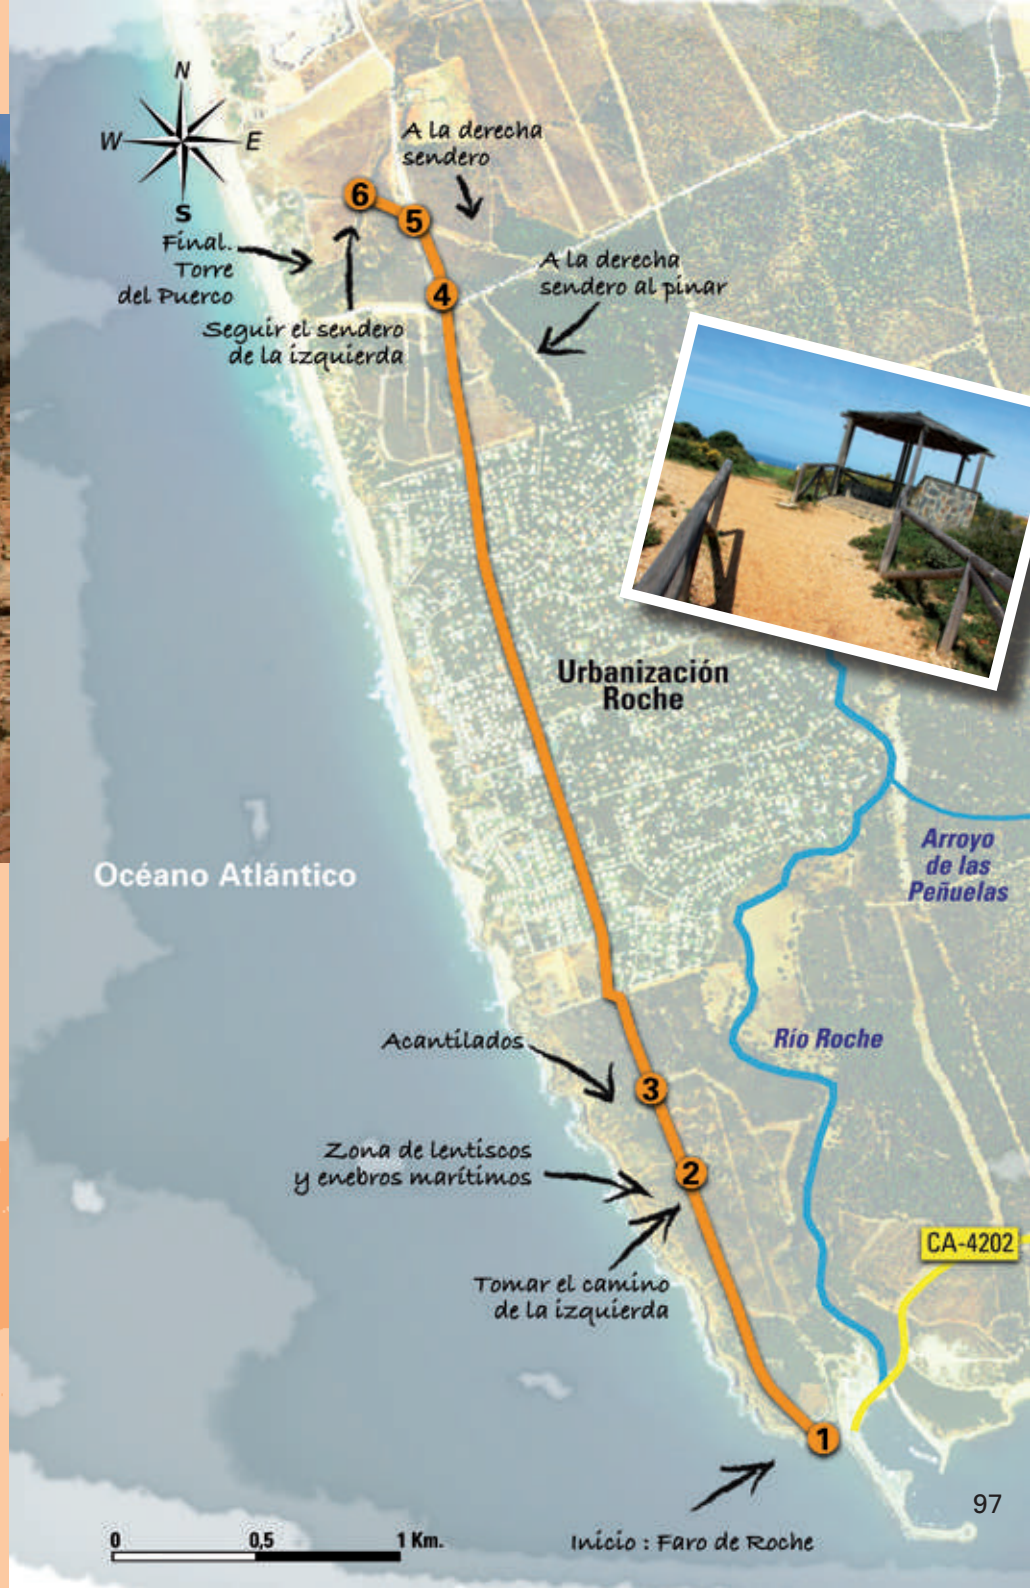 N
W
E
S
A la derecha
sendero
6
5
Final.
Torre
del Puerco
A la derecha
sendero al pinar
4
Seguir el sendero
de la izquierda
Urbanización
Roche
Arroyo
de las
Peñuelas
Océano Atlántico
Río Roche
Acantilados
3
Zona de lentiscos
y enebros marítimos
2
CA-4202
Tomar el camino
de la izquierda
1
97
Inicio : Faro de Roche
0
0,5
1 Km.